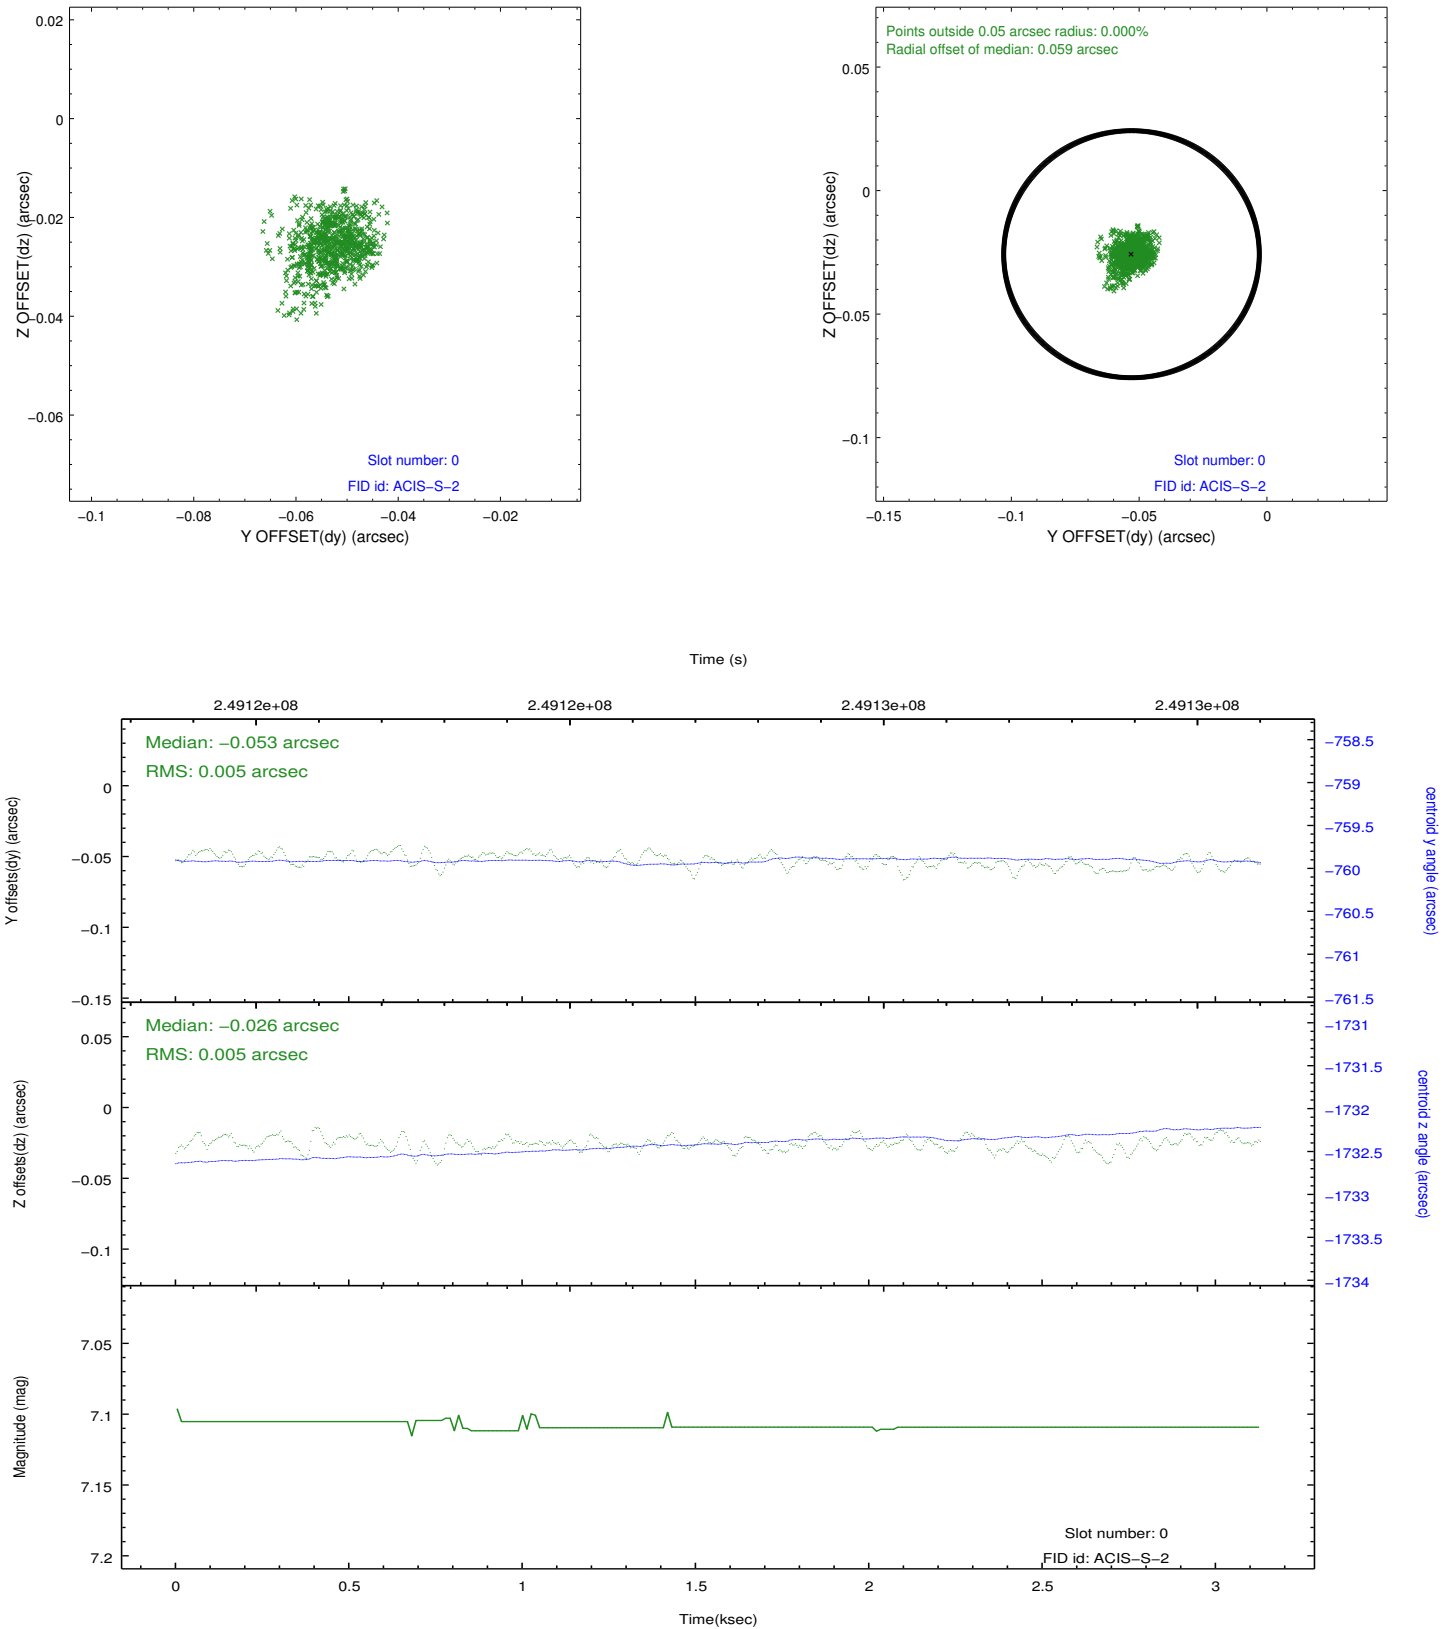 0.02
0
−0.02
−0.04
−0.06
Z OFFSET(dz) (arcsec)
Slot number: 0
FID id: ACIS−S−2
−0.1
−0.08
−0.06
−0.04
−0.02
Y OFFSET(dy) (arcsec)
Points outside 0.05 arcsec radius: 0.000%
Radial offset of median: 0.059 arcsec
0.05
0
−0.05
−0.1
Z OFFSET(dz) (arcsec)
Slot number: 0
FID id: ACIS−S−2
−0.15
−0.1
−0.05
0
Y OFFSET(dy) (arcsec)
Time (s)
2.4912e+08
2.4912e+08
2.4913e+08
2.4913e+08
Median: −0.053 arcsec
RMS: 0.005 arcsec
0
−0.05
−0.1
−0.15
Y offsets(dy) (arcsec)
−758.5
−759
−759.5
−760
−760.5
−761
−761.5
centroid y angle (arcsec)
Median: −0.026 arcsec
RMS: 0.005 arcsec
0.05
0
−0.05
−0.1
Z offsets(dz) (arcsec)
−1731
−1731.5
−1732
−1732.5
−1733
−1733.5
−1734
centroid z angle (arcsec)
7.05
7.1
7.15
7.2
Magnitude (mag)
Slot number: 0
FID id: ACIS−S−2
0
0.5
1
1.5
2
2.5
3
Time(ksec)